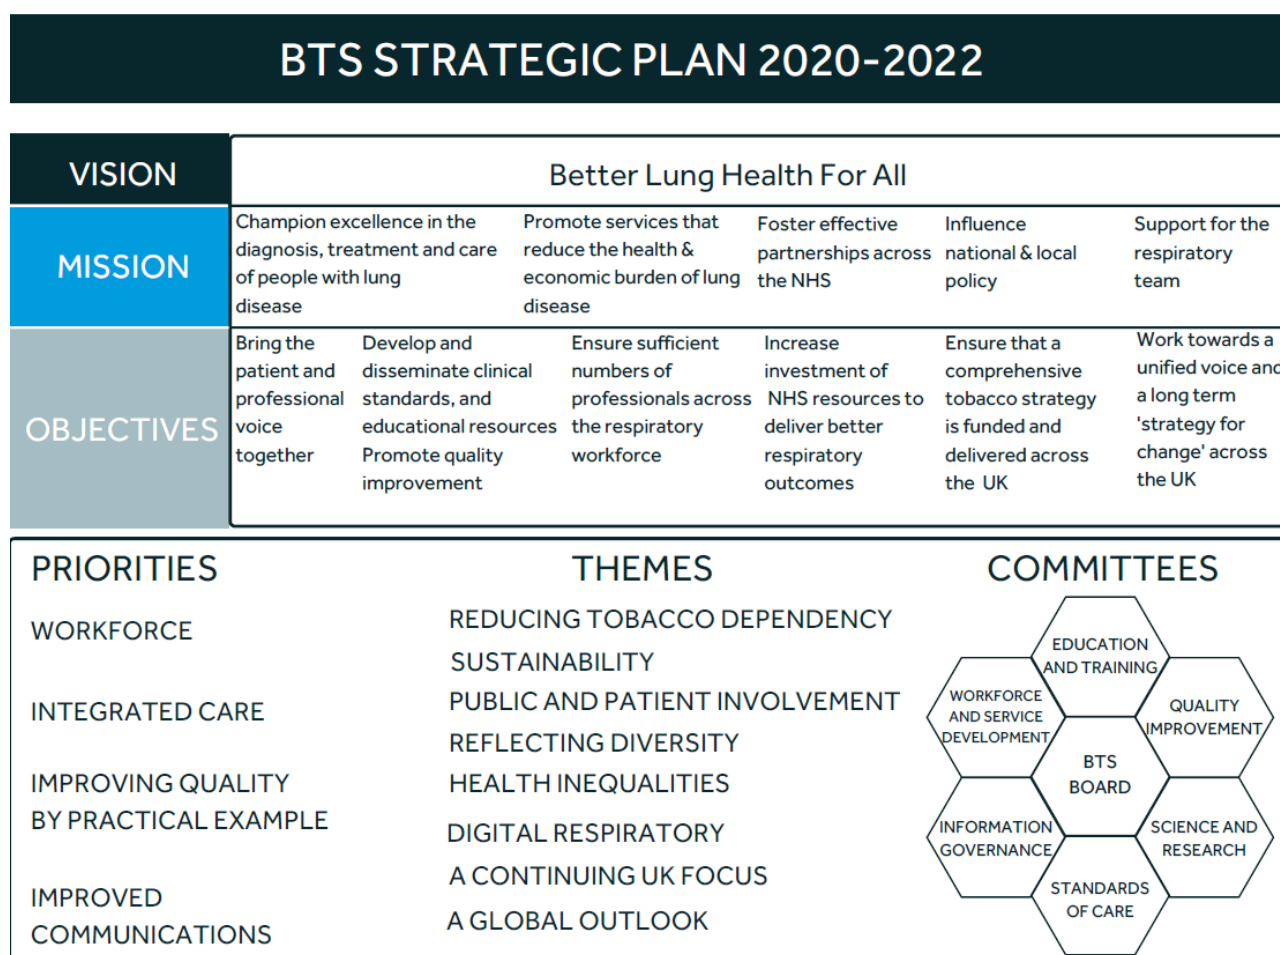 BTS STRATEGIC PLAN 2020-2022
VISION
Better Lung Health For All
MISSION
Champion excellence in the
diagnosis, treatment and care
of people with lung
disease
Promote services that
reduce the health &
economic burden of lung
disease
Foster effective
partnerships across
the NHS
Influence
national & local
policy
Support for the
respiratory
team
OBJECTIVES
Bring the
patient and
professional
voice
together
Develop and
disseminate clinical
standards, and
educational resources
Promote quality
improvement
Ensure sufficient
numbers of
professionals across
the respiratory
workforce
Increase
investment of
NHS resources to
deliver better
respiratory
outcomes
Ensure that a
comprehensive
tobacco strategy
is funded and
delivered across
the UK
Work towards a
unified voice and
a long term
'strategy for
change' across
the UK
PRIORITIES
WORKFORCE
INTEGRATED CARE
IMPROVING QUALITY
BY PRACTICAL EXAMPLE
IMPROVED
COMMUNICATIONS
THEMES
REDUCING TOBACCO DEPENDENCY
SUSTAINABILITY
PUBLIC AND PATIENT INVOLVEMENT
REFLECTING DIVERSITY
HEALTH INEQUALITIES
DIGITAL RESPIRATORY
A CONTINUING UK FOCUS
A GLOBAL OUTLOOK
COMMITTEES
EDUCATION
AND TRAINING
WORKFORCE
AND SERVICE
DEVELOPMENT
QUALITY
IMPROVEMENT
BTS
BOARD
INFORMATION
GOVERNANCE
SCIENCE AND
RESEARCH
STANDARDS
OF CARE